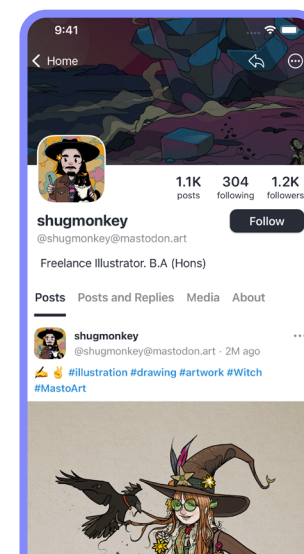 9:41
Home
1.1K 304 1.2K
posts following followers
shugmonkey
Follow
@shugmonkey@mastodon.art
Freelance Illustrator. B.A (Hons)
Posts Posts and Replies Media About
shugmonkey
@shugmonkey@mastodon.art · 2M ago
✍️ ✌️ #illustration #drawing #artwork #Witch
#MastoArt